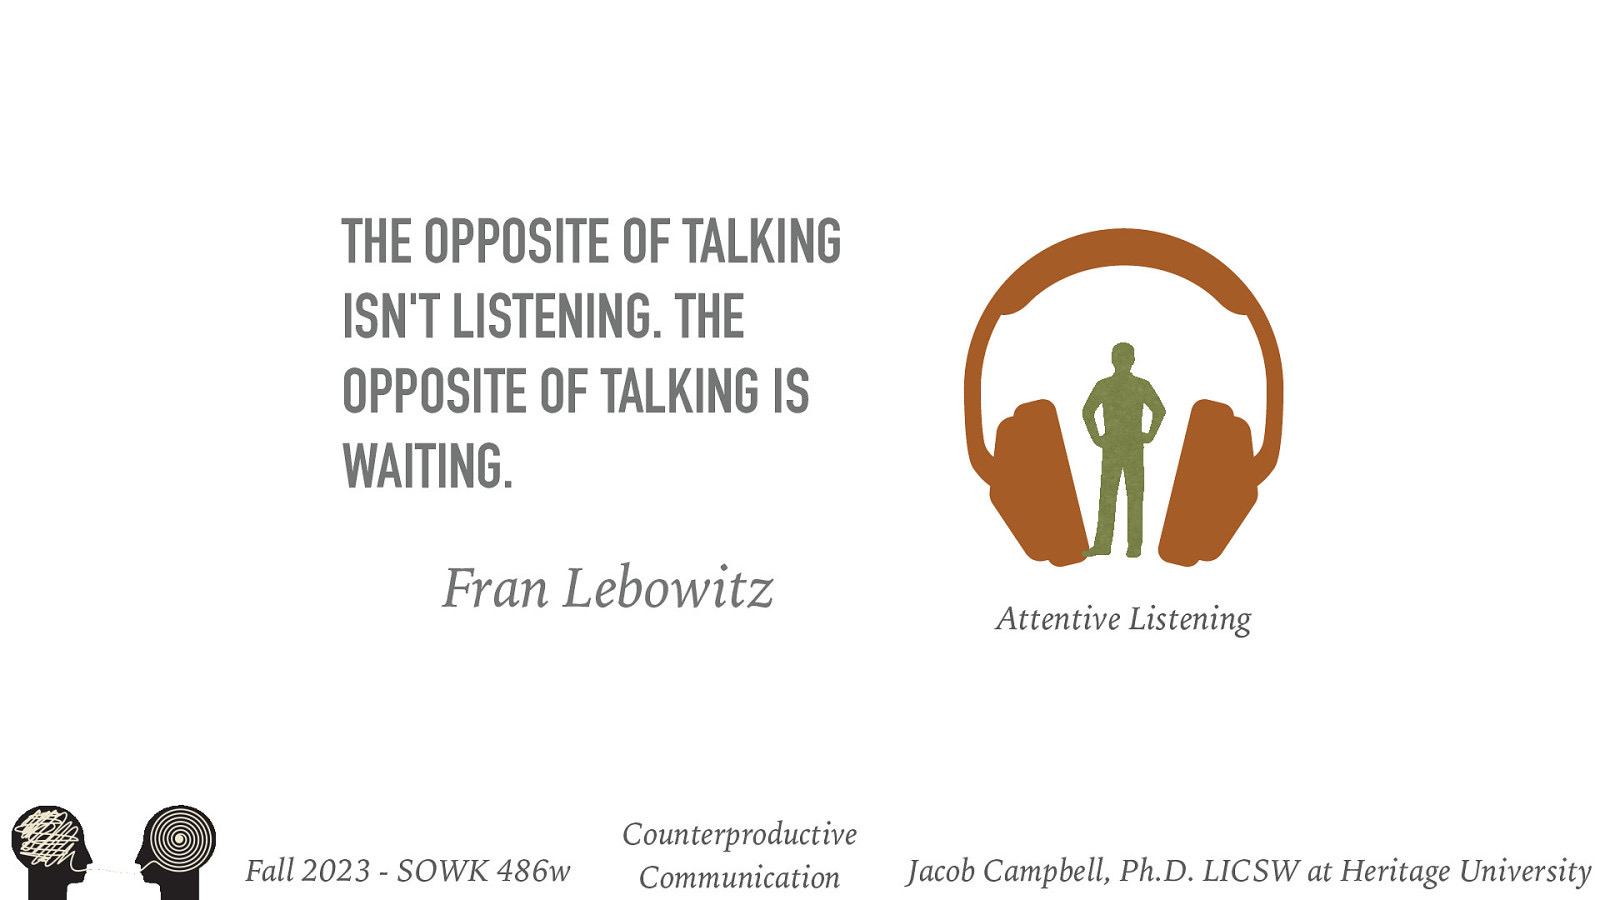 THE OPPOSITE OF TALKING
ISN'T LISTENING. THE
OPPOSITE OF TALKING IS
WAITING.
Fran Lebowitz
Attentive Listening
Fall 2023 - SOWK 486w
Counterproductive
Communication
Jacob Campbell, Ph.D. LICSW at Heritage University